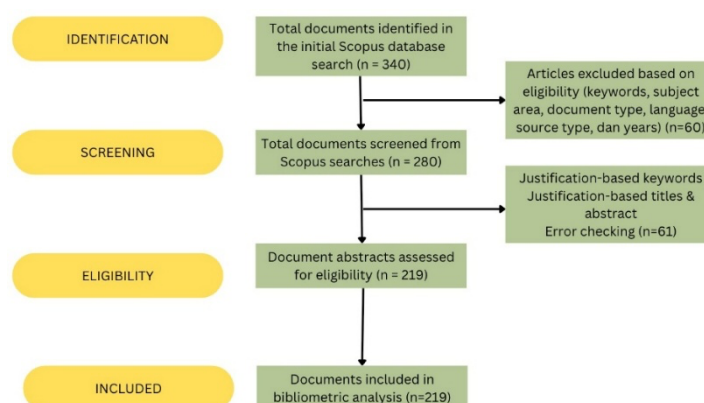 IDENTIFICATION
Total documents identified in
the initial Scopus database
search (n = 340)
Articles excluded based on
eligibility (keywords, subject
area, document type, language
source type, dan years) (n=60)
SCREENING
Total documents screened from
Scopus searches (n = 280)
Justification-based keywords
Justification-based titles &
abstract
Error checking (n=61)
ELIGIBILITY
Document abstracts assessed
for eligibility (n = 219)
INCLUDED
Documents included in
bibliometric analysis (n=219)